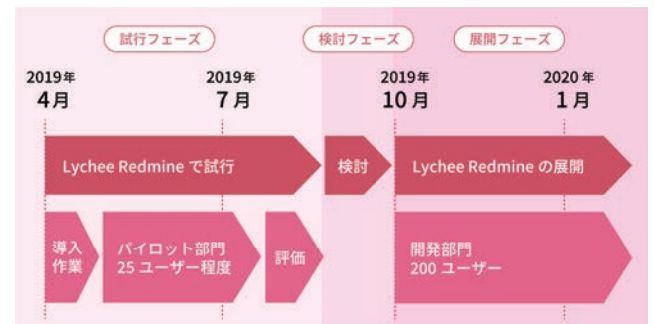 試行フェーズ
検討フェーズ
展開フェーズ
2019年
4月
2019年
7月
2019年
10月
2020年
1月
Lychee Redmine で試行
検討
Lychee Redmine の展開
導入
作業
パイロット部門
25 ユーザー程度
評価
開発部門
200 ユーザー